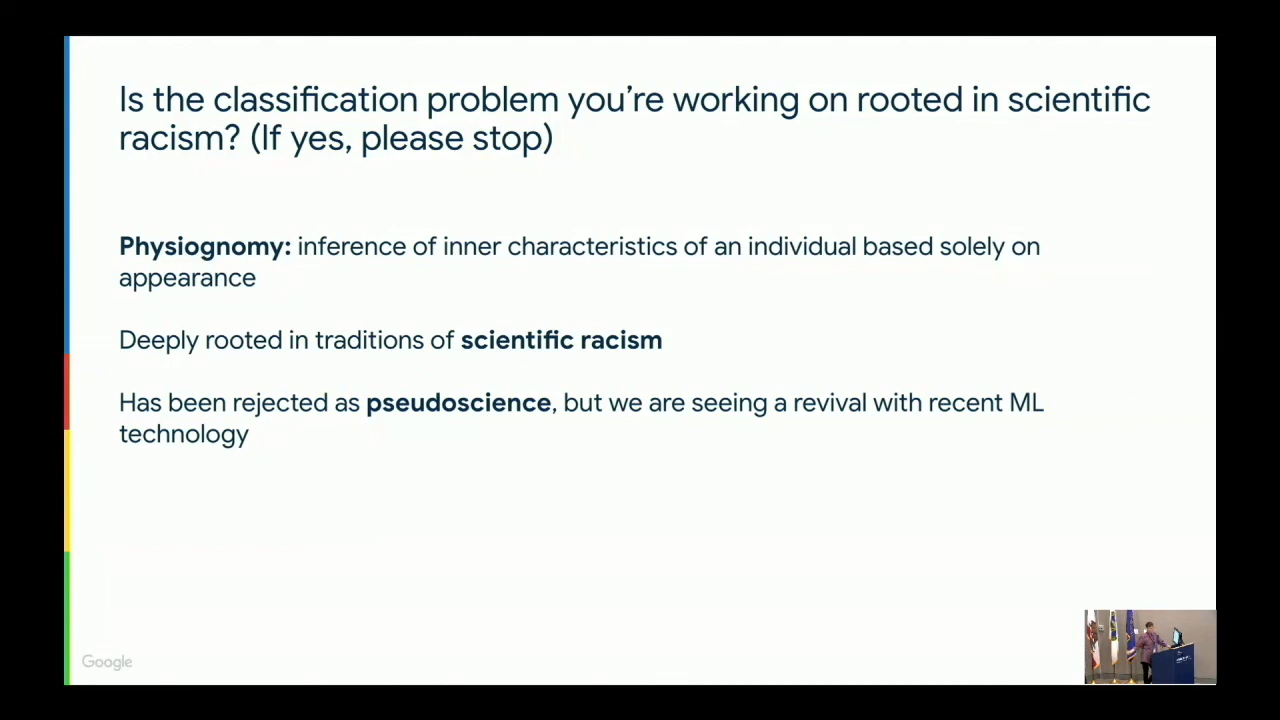 Is the classification problem you’re working on rooted in scientific
racism? (If yes, please stop)
Physiognomy: inference of inner characteristics of an individual based solely on
appearance
Deeply rooted in traditions of scientific racism
Has been rejected as pseudoscience, but we are seeing a revival with recent ML
technology
Google